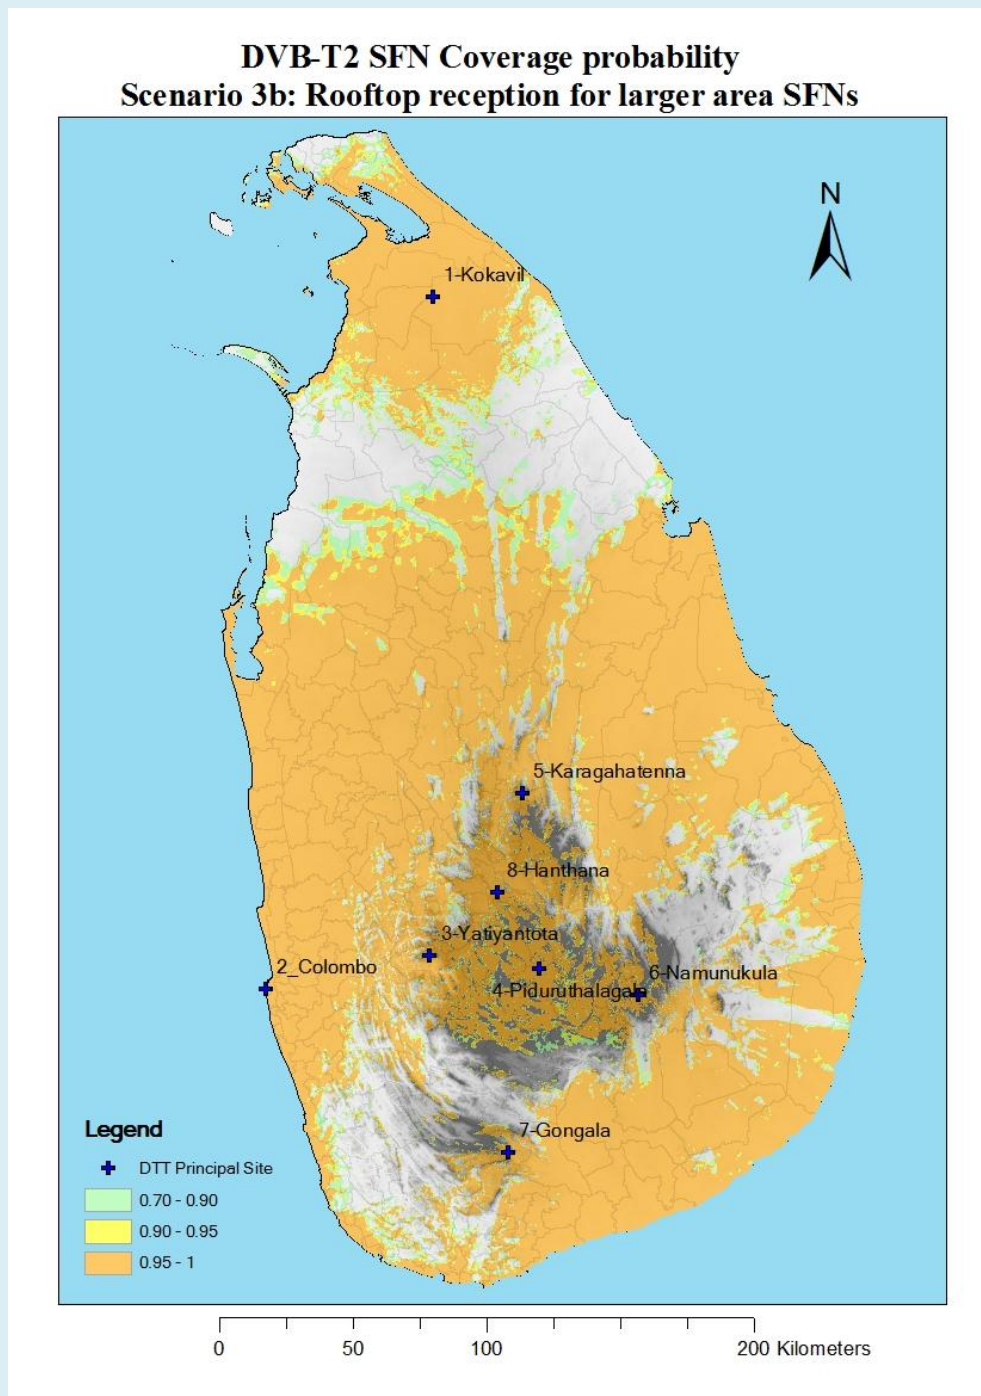 DVB-T2 SFN Coverage probability
Scenario 3b: Rooftop reception for larger area SFNs
N
1-Kokavil
5-Karagahatenna
8-Hanthana
3-Yatiyantota
2_Colombo
6-Namunukula
4-Piduruthalagala
7-Gongala
Legend
DTT Principal Site
0.70 - 0.90
0.90 - 0.95
0.95 - 1
0 50 100 200 Kilometers